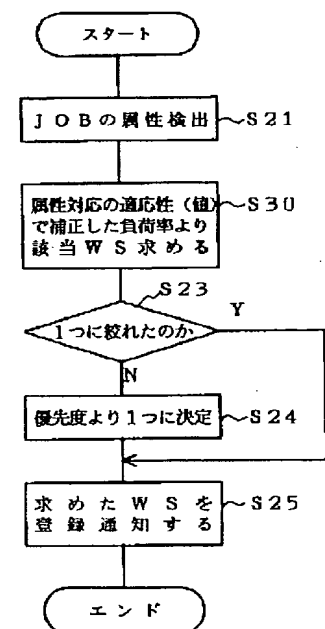 スタート
JOBの属性検出
S21
属性対応の適応性(値)
で補正した負荷率より
該当WS求める
S30
S23
1つに絞れたのか
Y
N
優先度より1つに決定
S24
求めたWSを
登録通知する
S25
エンド